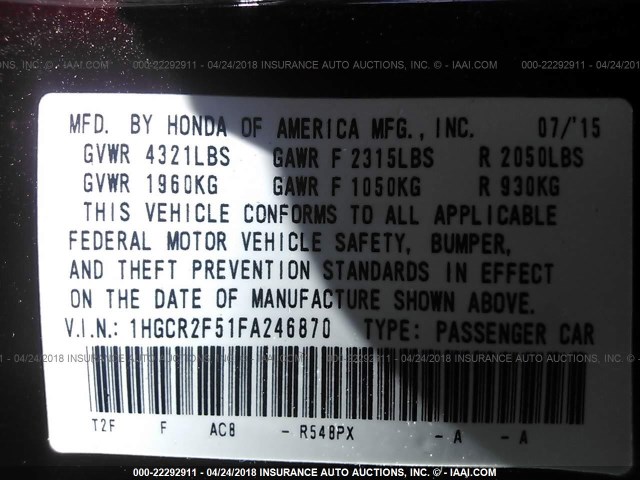 000-22292911 - 04/24/2018 INSURANCE AUTO AUCTIONS, INC. © - IAAI.COM
MFD. BY HONDA OF AMERICA MFG., INC. 07/'15
GVWR 4321LBS GAWR F 2315LBS R 2050LBS
GVWR 1960KG GAWR F 1050KG R 930KG
THIS VEHICLE CONFORMS TO ALL APPLICABLE
FEDERAL MOTOR VEHICLE SAFETY, BUMPER,
AND THEFT PREVENTION STANDARDS IN EFFECT
ON THE DATE OF MANUFACTURE SHOWN ABOVE.
V.I.N.: 1HGCR2F51FA246870 TYPE: PASSENGER CAR
000-22292911 - 04/24/2018 INSURANCE AUTO AUCTIONS, INC. © - IAAI.COM
T2F F AC8 - R548PX - A - A
000-22292911 - 04/24/2018 INSURANCE AUTO AUCTIONS, INC. © - IAAI.COM